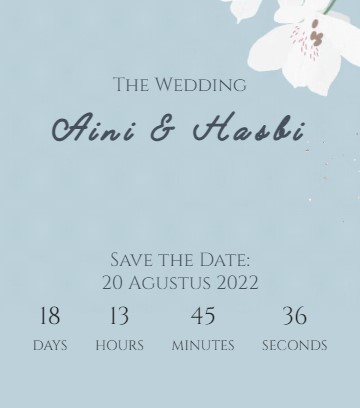 The Wedding
Aini & Hasbi
Save the Date:
20 Agustus 2022
18 13 45 36
DAYS HOURS MINUTES SECONDS